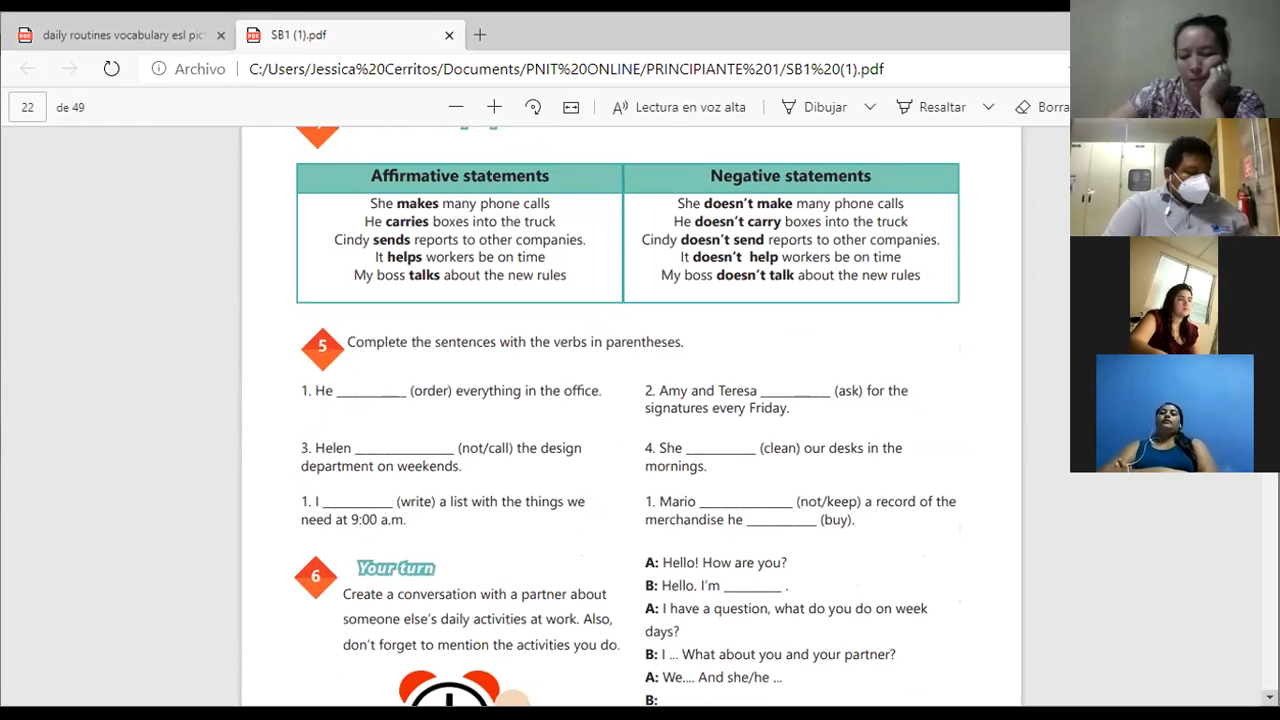 daily routines vocabulary esl pic
SB1 (1).pdf
Archivo
C:/Users/Jessica%20Cerritos/Documents/PNIT%20ONLINE/PRINCIPIANTE%201/SB1%20(1).pdf
22 de 49
Lectura en voz alta
Dibujar
Resaltar
Borra
Affirmative statements
She makes many phone calls
He carries boxes into the truck
Cindy sends reports to other companies.
It helps workers be on time
My boss talks about the new rules
Negative statements
She doesn't make many phone calls
He doesn't carry boxes into the truck
Cindy doesn't send reports to other companies.
It doesn't help workers be on time
My boss doesn't talk about the new rules
5 Complete the sentences with the verbs in parentheses.
1. He _________ (order) everything in the office.
2. Amy and Teresa _________ (ask) for the
signatures every Friday.
3. Helen _____________ (not/call) the design
department on weekends.
4. She _________ (clean) our desks in the
mornings.
1. I _________ (write) a list with the things we
need at 9:00 a.m.
1. Mario ____________ (not/keep) a record of the
merchandise he _________ (buy).
6 Your turn
Create a conversation with a partner about
someone else's daily activities at work. Also,
don't forget to mention the activities you do.
A: Hello! How are you?
B: Hello. I'm ________ .
A: I have a question, what do you do on week
days?
B: I ... What about you and your partner?
A: We.... And she/he ...
B: